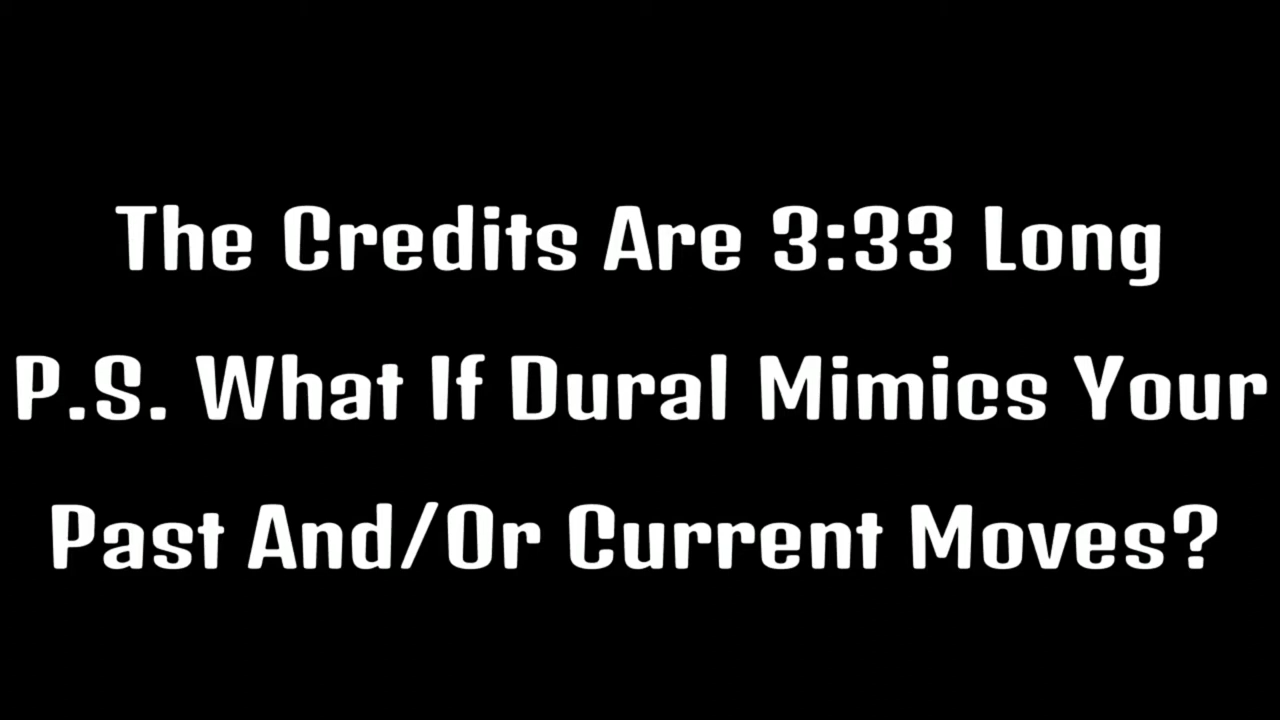 The Credits Are 3:33 Long
P.S. What If Dural Mimics Your
Past And/Or Current Moves?